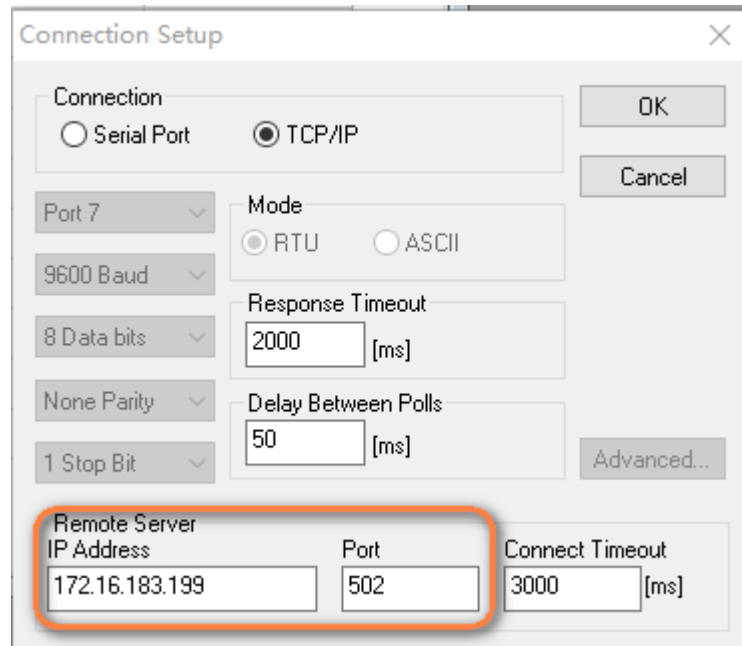 Connection Setup
Connection
Serial Port
TCP/IP
OK
Cancel
Port 7
Mode
RTU
ASCII
9600 Baud
Response Timeout
2000 [ms]
8 Data bits
None Parity
Delay Between Polls
50 [ms]
1 Stop Bit
Advanced...
Remote Server
IP Address
Port
Connect Timeout
172.16.183.199
502
3000 [ms]